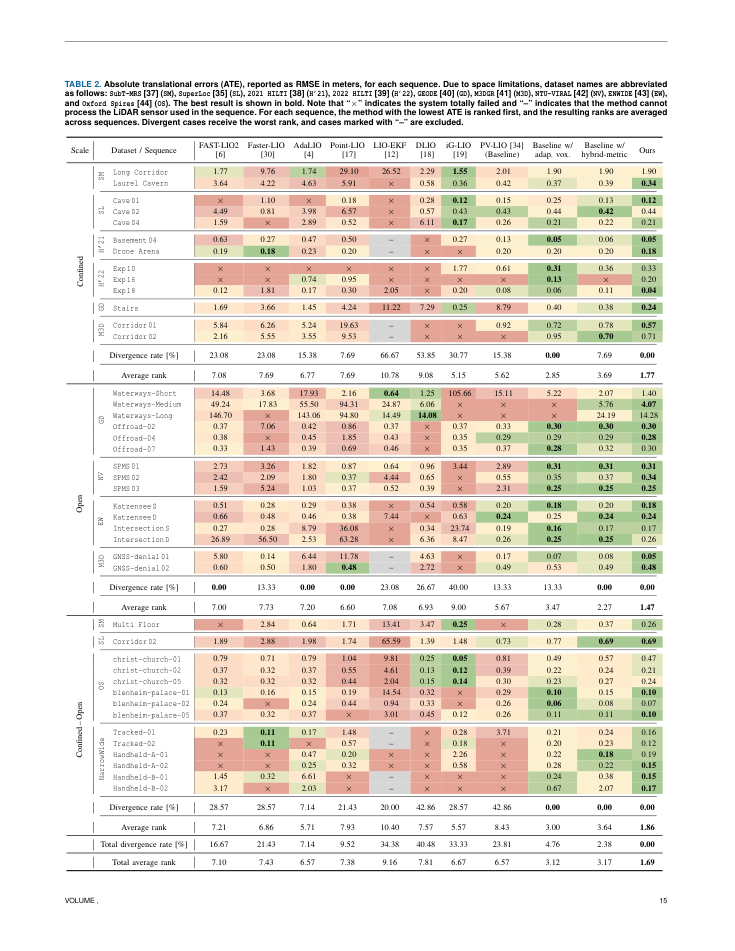 TABLE 2. Absolute translational errors (ATE), reported as RMSE in meters, for each sequence. Due to space limitations, dataset names are abbreviated
as follows: SubT-MRS [37] (SM), SuperLoc [35] (SL), 2021 HILTI [38] (H'21), 2022 HILTI [39] (H'22), GEODE [40] (GD), M3DGR [41] (M3D), NTU-VIRAL [42] (NV), ENWIDE [43] (EW),
and Oxford Spires [44] (OS). The best result is shown in bold. Note that “×” indicates the system totally failed and “–” indicates that the method cannot
process the LiDAR sensor used in the sequence. For each sequence, the method with the lowest ATE is ranked first, and the resulting ranks are averaged
across sequences. Divergent cases receive the worst rank, and cases marked with “–” are excluded.
Scale Dataset / Sequence FAST-LIO2 [6] Faster-LIO [30] AdaLIO [4] Point-LIO [17] LIO-EKF [12] DLIO [18] iG-LIO [19] PV-LIO [34] (Baseline) Baseline w/ adap. vox. Baseline w/ hybrid-metric Ours
Confined
SM
Long Corridor 1.77 9.76 1.74 29.10 26.52 2.29 1.55 2.01 1.90 1.90 1.90
Laurel Cavern 3.64 4.22 4.63 5.91 × 0.58 0.36 0.42 0.37 0.39 0.34
SL
Cave 01 × 1.10 × 0.18 × 0.28 0.12 0.15 0.25 0.13 0.12
Cave 02 4.49 0.81 3.98 6.57 × 0.57 0.43 0.43 0.44 0.42 0.44
Cave 04 1.59 × 2.89 0.52 × 6.11 0.17 0.26 0.21 0.22 0.21
H'21
Basement 04 0.63 0.27 0.47 0.50 – × 0.27 0.13 0.05 0.06 0.05
Drone Arena 0.19 0.18 0.23 0.20 – × × 0.20 0.20 0.20 0.18
H'22
Exp10 × × × × × × 1.77 0.61 0.31 0.36 0.33
Exp16 × × 0.74 0.95 × × × × 0.13 × 0.20
Exp18 0.12 1.81 0.17 0.30 2.05 × 0.20 0.08 0.06 0.11 0.04
GD
Stairs 1.69 3.66 1.45 4.24 11.22 7.29 0.25 8.79 0.40 0.38 0.24
M3D
Corridor 01 5.84 6.26 5.24 19.63 – × × 0.92 0.72 0.78 0.57
Corridor 02 2.16 5.55 3.55 9.53 – × × × 0.95 0.70 0.71
Divergence rate [%] 23.08 23.08 15.38 7.69 66.67 53.85 30.77 15.38 0.00 7.69 0.00
Average rank 7.08 7.69 6.77 7.69 10.78 9.08 5.15 5.62 2.85 3.69 1.77
Open
GD
Waterways-Short 14.48 3.68 17.93 2.16 0.64 1.25 105.66 15.11 5.22 2.07 1.40
Waterways-Medium 49.24 17.83 55.50 94.31 24.87 6.06 × × × 5.76 4.07
Waterways-Long 146.70 × 143.06 94.80 14.49 14.08 × × × 24.19 14.28
Offroad-02 0.37 7.06 0.42 0.86 0.37 × 0.37 0.33 0.30 0.30 0.30
Offroad-04 0.38 × 0.45 1.85 0.43 × 0.35 0.29 0.29 0.29 0.28
Offroad-07 0.33 1.43 0.39 0.69 0.46 × 0.35 0.37 0.28 0.32 0.30
NV
SPMS 01 2.73 3.26 1.82 0.87 0.64 0.96 3.44 2.89 0.31 0.31 0.31
SPMS 02 2.42 2.09 1.80 0.37 4.44 0.65 × 0.55 0.35 0.37 0.34
SPMS 03 1.59 5.24 1.03 0.37 0.52 0.39 × 2.31 0.25 0.25 0.25
EW
Katzensee S 0.51 0.28 0.29 0.38 × 0.54 0.58 0.20 0.18 0.20 0.18
Katzensee D 0.66 0.48 0.46 0.38 7.44 × 0.63 0.24 0.25 0.24 0.24
Intersection S 0.27 0.28 8.79 36.08 × 0.34 23.74 0.19 0.16 0.17 0.17
Intersection D 26.89 56.50 2.53 63.28 × 6.36 8.47 0.26 0.25 0.25 0.26
M3D
GNSS-denial 01 5.80 0.14 6.44 11.78 – 4.63 × 0.17 0.07 0.08 0.05
GNSS-denial 02 0.60 0.50 1.80 0.48 – 2.72 × 0.49 0.53 0.49 0.48
Divergence rate [%] 0.00 13.33 0.00 0.00 23.08 26.67 40.00 13.33 13.33 0.00 0.00
Average rank 7.00 7.73 7.20 6.60 7.08 6.93 9.00 5.67 3.47 2.27 1.47
Confined–Open
SM
Multi Floor × 2.84 0.64 1.71 13.41 3.47 0.25 × 0.28 0.37 0.26
SL
Corridor 02 1.89 2.88 1.98 1.74 65.59 1.39 1.48 0.73 0.77 0.69 0.69
OS
christ-church-01 0.79 0.71 0.79 1.04 9.81 0.25 0.05 0.81 0.49 0.57 0.47
christ-church-02 0.37 0.32 0.37 0.55 4.61 0.13 0.12 0.39 0.22 0.24 0.21
christ-church-05 0.32 0.32 0.32 0.44 2.04 0.15 0.14 0.30 0.23 0.27 0.24
blenheim-palace-01 0.13 0.16 0.15 0.19 14.54 0.32 × 0.29 0.10 0.15 0.10
blenheim-palace-02 0.24 × 0.24 0.44 0.94 0.33 × 0.26 0.06 0.08 0.07
blenheim-palace-05 0.37 0.32 0.37 × 3.01 0.45 0.12 0.26 0.11 0.11 0.10
NarrowWide
Tracked-01 0.23 0.11 0.17 1.48 – × 0.28 3.71 0.21 0.24 0.16
Tracked-02 × 0.11 × 0.57 – × 0.18 × 0.20 0.23 0.12
Handheld-A-01 × × 0.47 0.20 – × 2.26 × 0.22 0.18 0.19
Handheld-A-02 × × 0.25 0.32 – × 0.58 × 0.28 0.22 0.15
Handheld-B-01 1.45 0.32 6.61 × – × × × 0.24 0.38 0.15
Handheld-B-02 3.17 × 2.03 × – × × × 0.67 2.07 0.17
Divergence rate [%] 28.57 28.57 7.14 21.43 20.00 42.86 28.57 42.86 0.00 0.00 0.00
Average rank 7.21 6.86 5.71 7.93 10.40 7.57 5.57 8.43 3.00 3.64 1.86
Total divergence rate [%] 16.67 21.43 7.14 9.52 34.38 40.48 33.33 23.81 4.76 2.38 0.00
Total average rank 7.10 7.43 6.57 7.38 9.16 7.81 6.67 6.57 3.12 3.17 1.69
VOLUME , 15